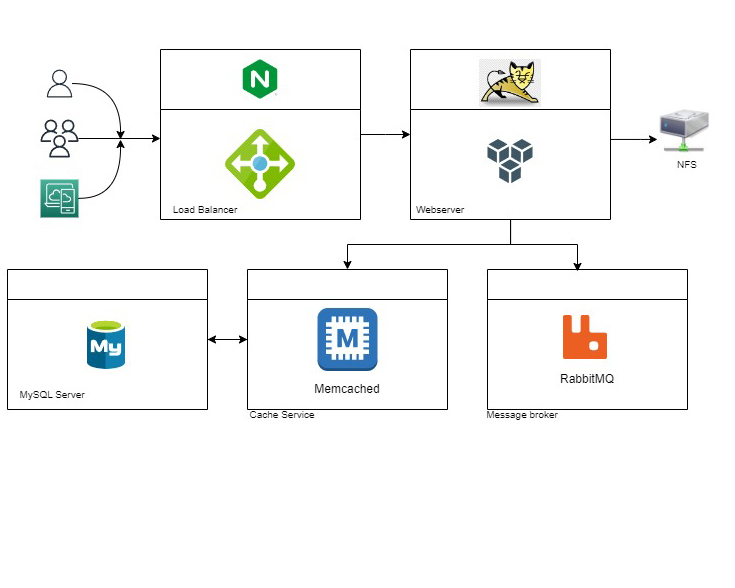 N
Load Balancer
Webserver
NFS
My
MySQL Server
M
Memcached
Cache Service
RabbitMQ
Message broker